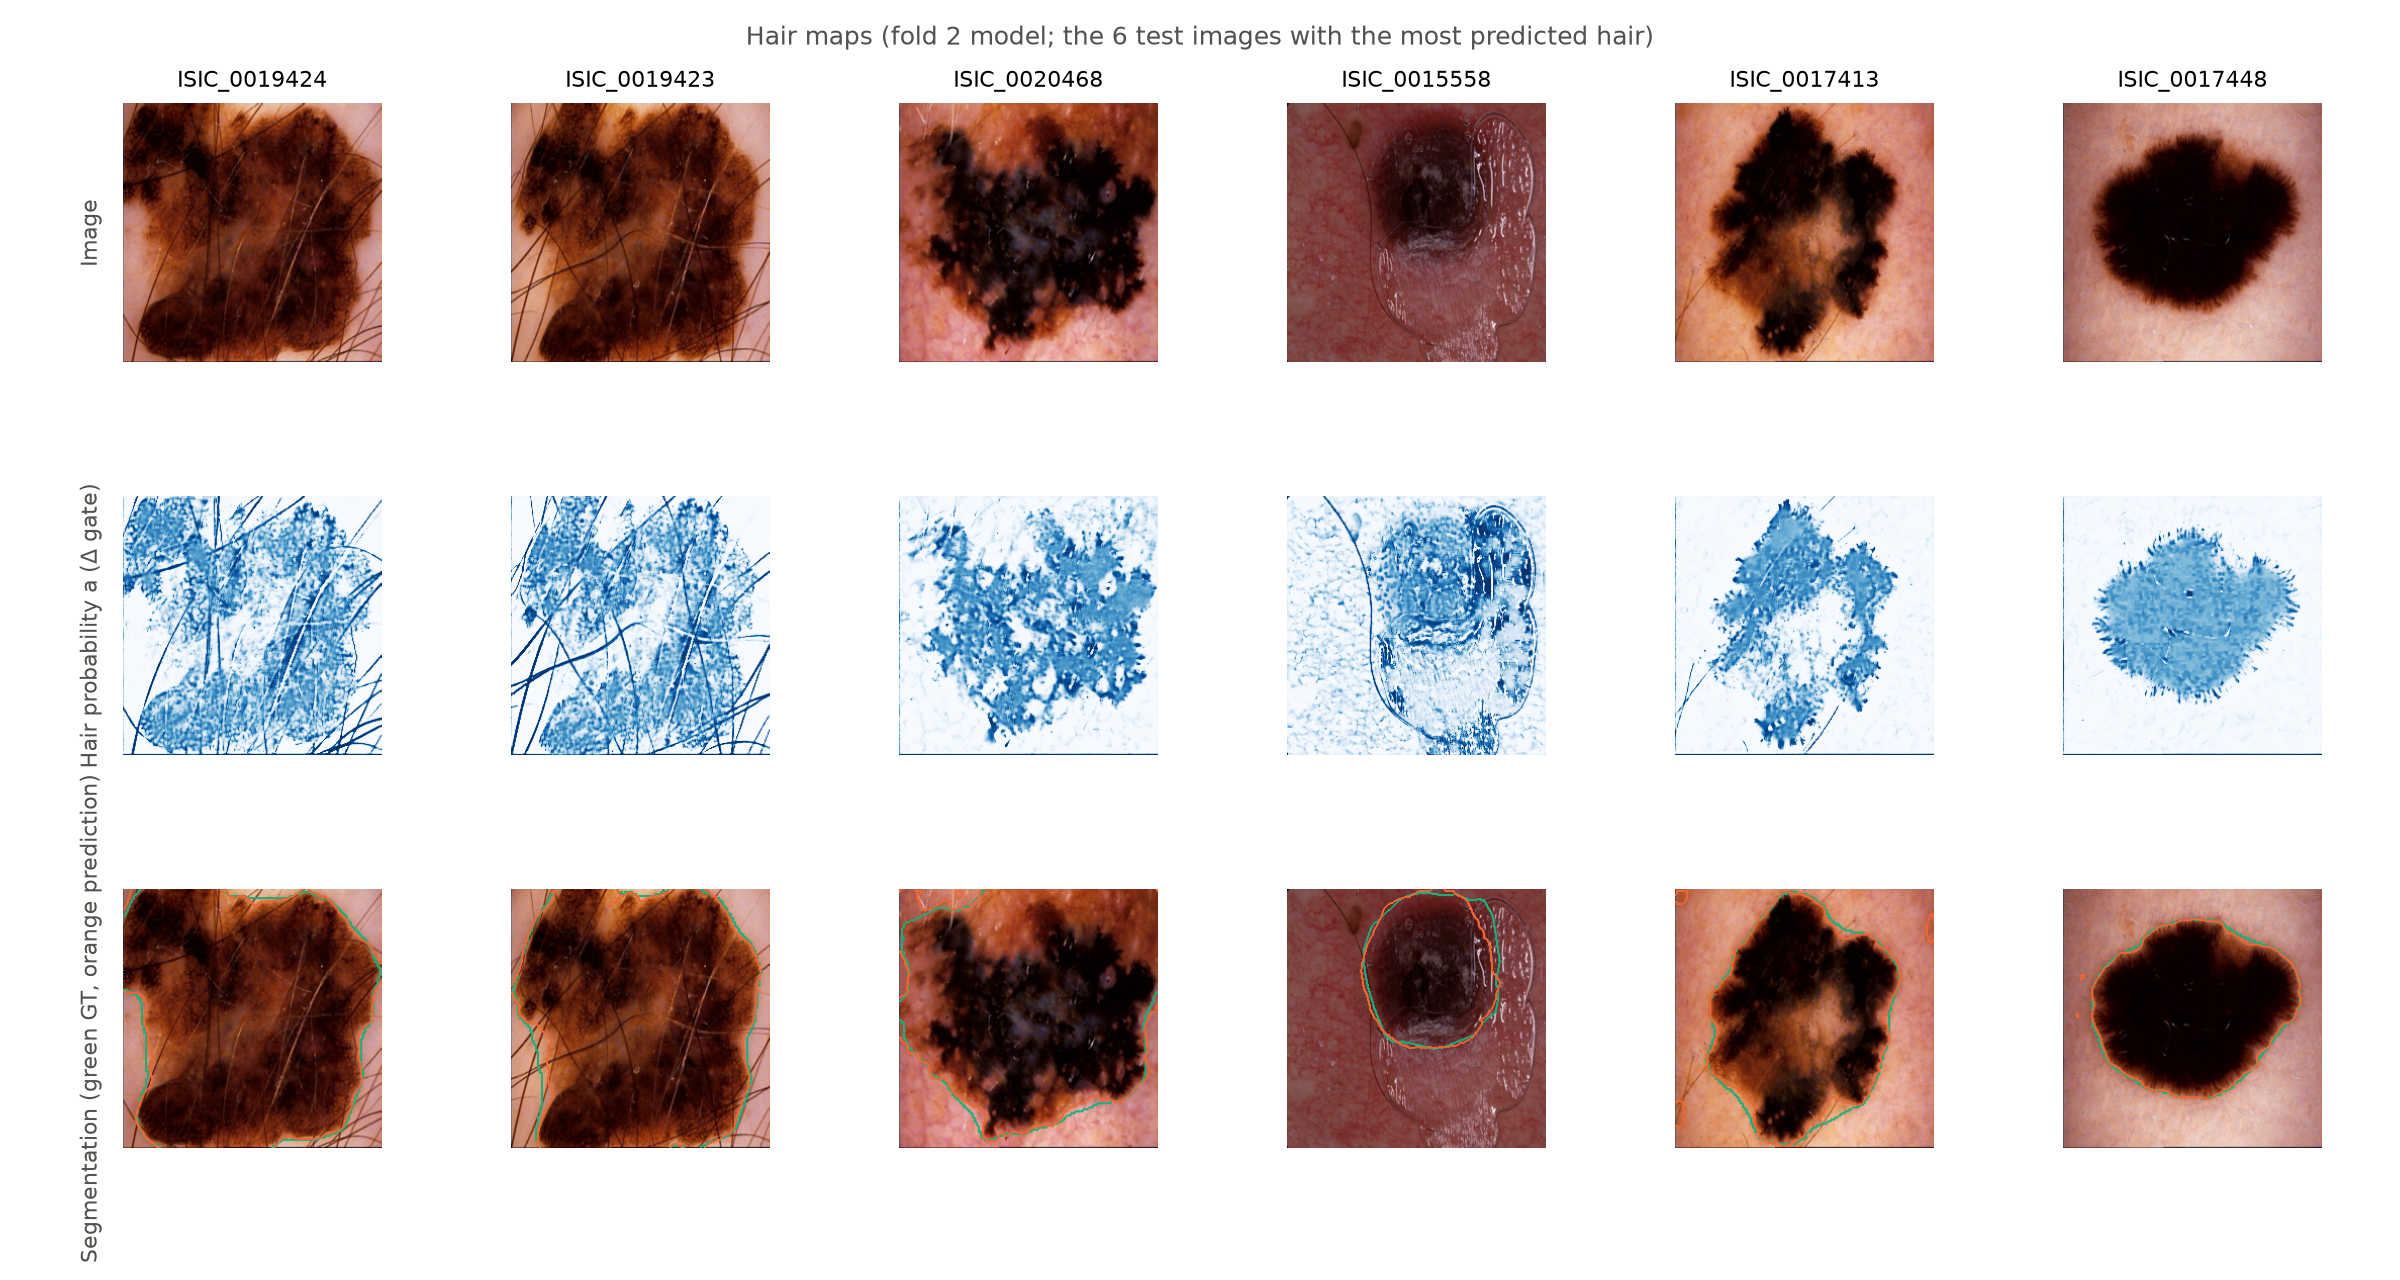 Hair maps (fold 2 model; the 6 test images with the most predicted hair)
ISIC_0019424 ISIC_0019423 ISIC_0020468 ISIC_0015558 ISIC_0017413 ISIC_0017448
Image
Hair probability a (Δ gate)
Segmentation (green GT, orange prediction)